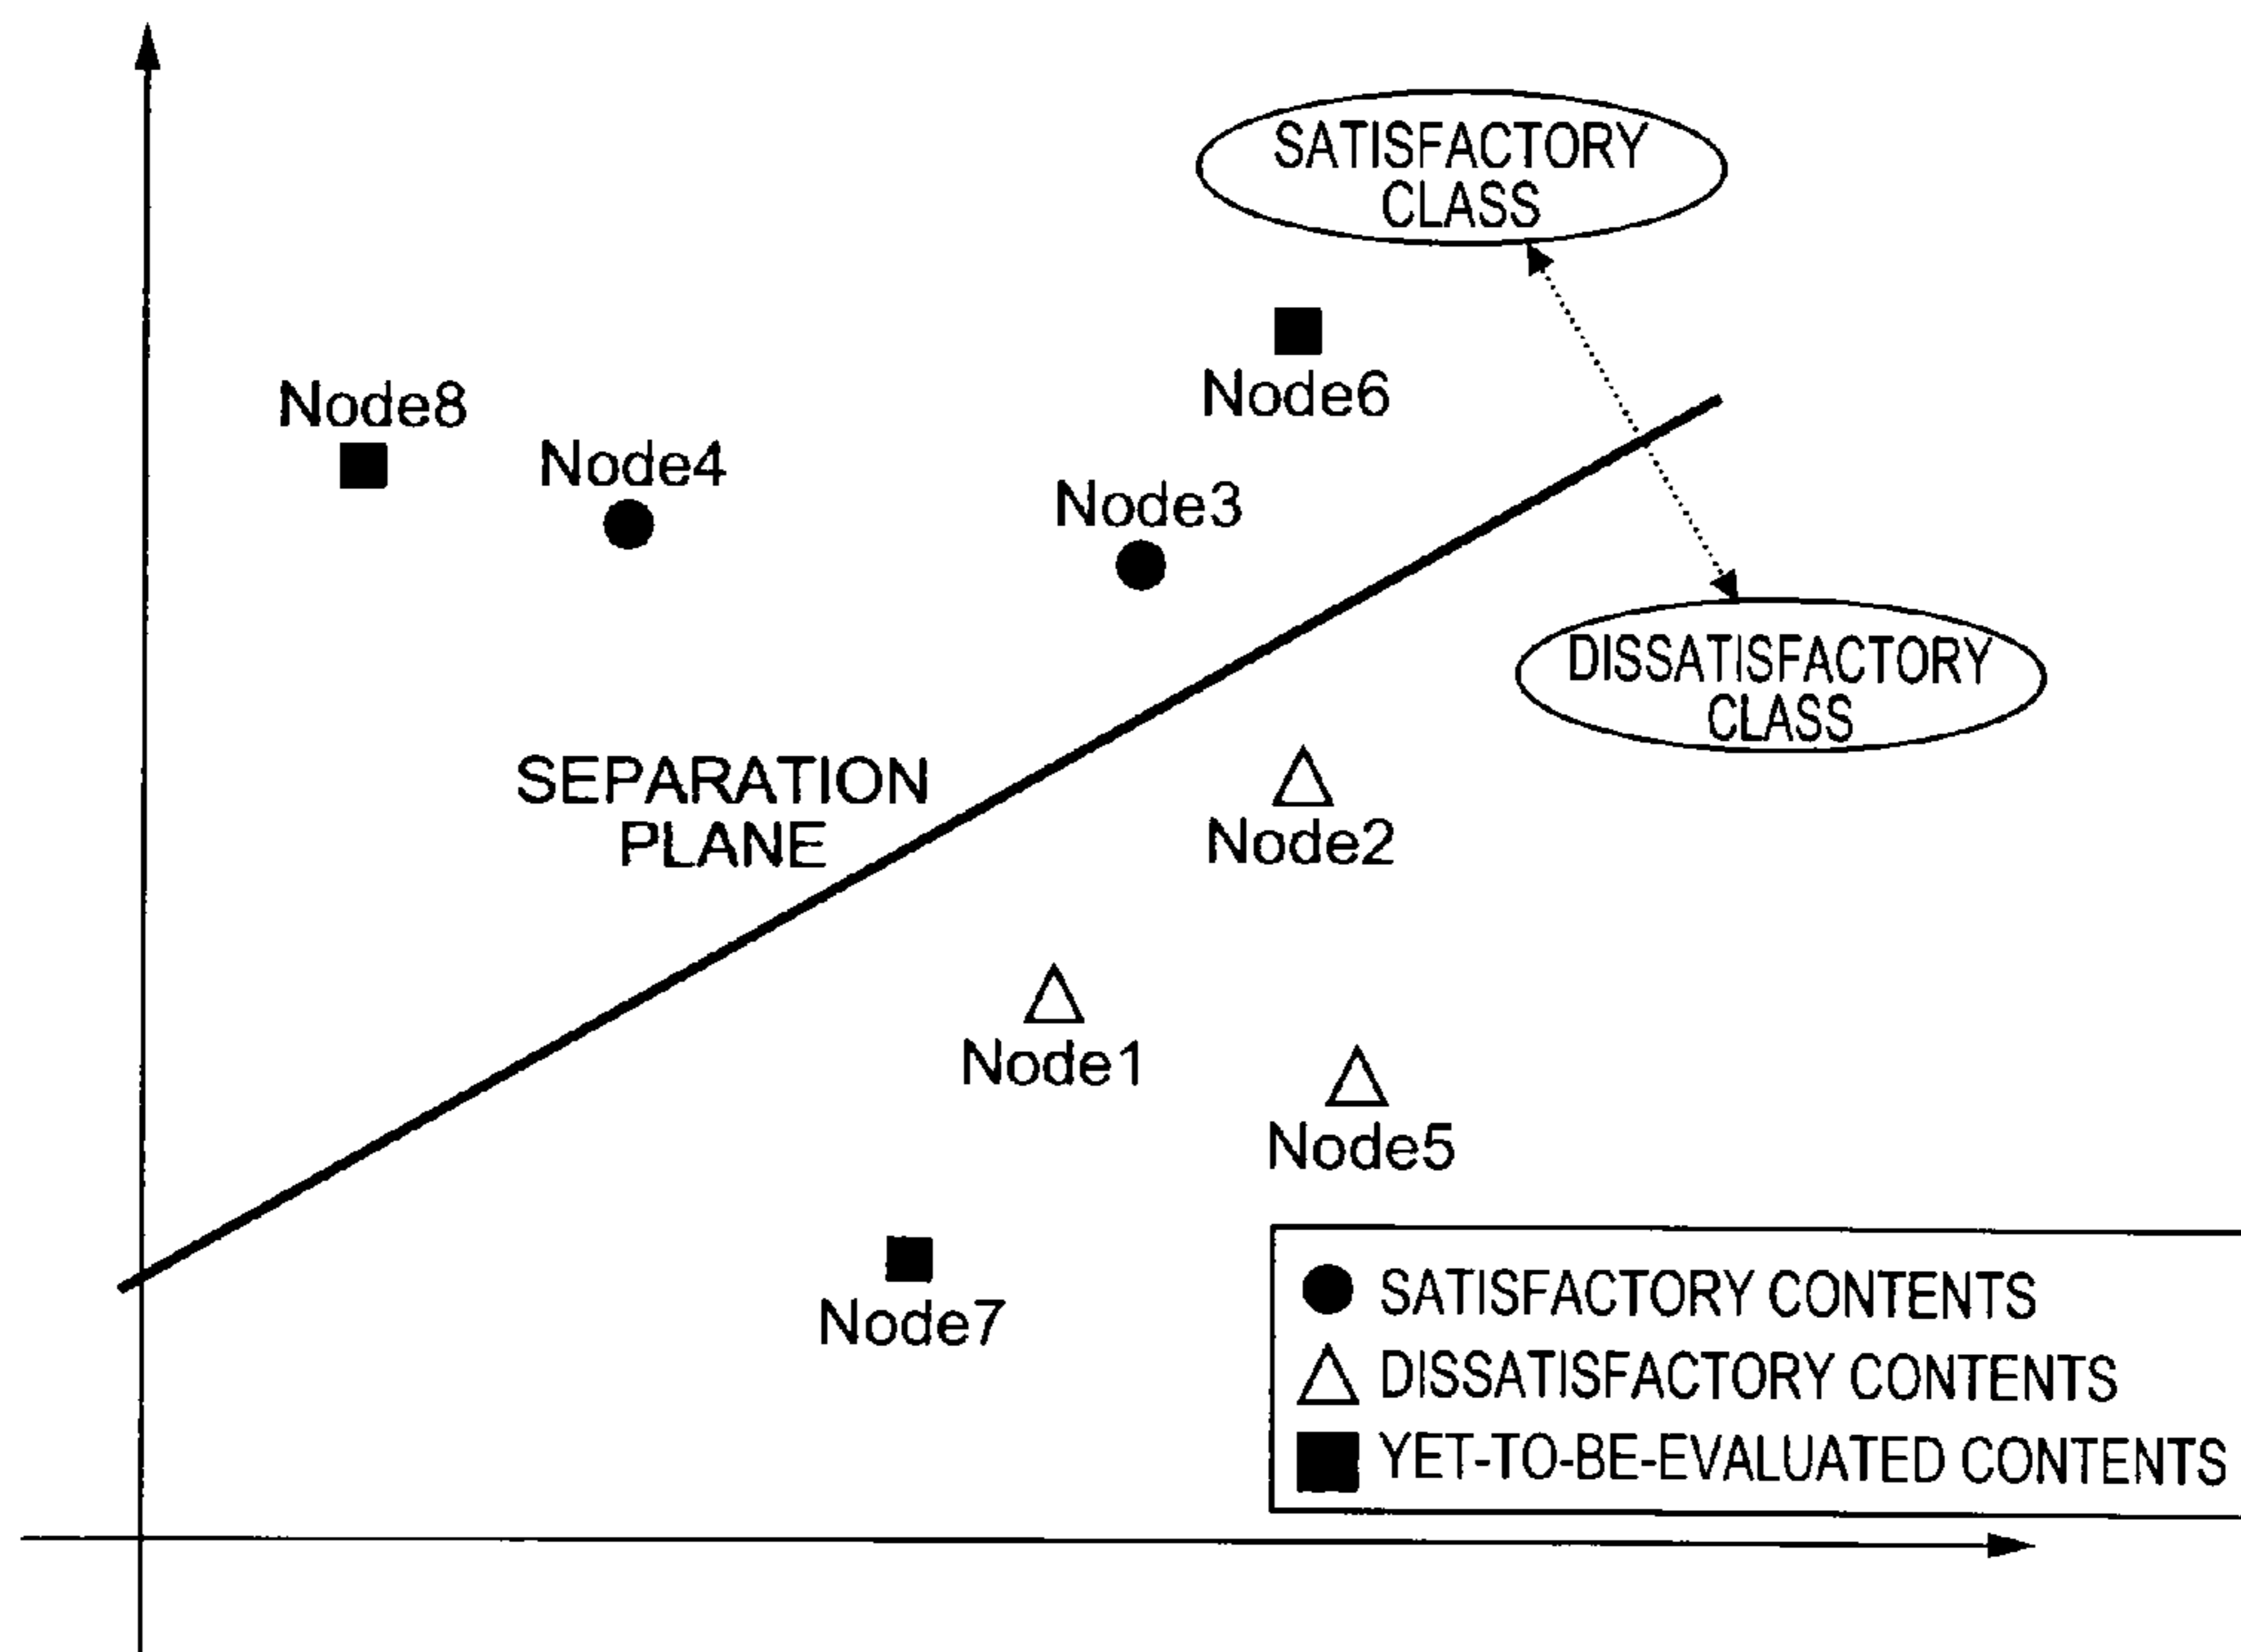 SATISFACTORY
CLASS
Node6
Node8
Node4
Node3
DISSATISFACTORY
CLASS
SEPARATION
PLANE
Node2
Node1
Node5
Node7
SATISFACTORY CONTENTS
DISSATISFACTORY CONTENTS
YET-TO-BE-EVALUATED CONTENTS